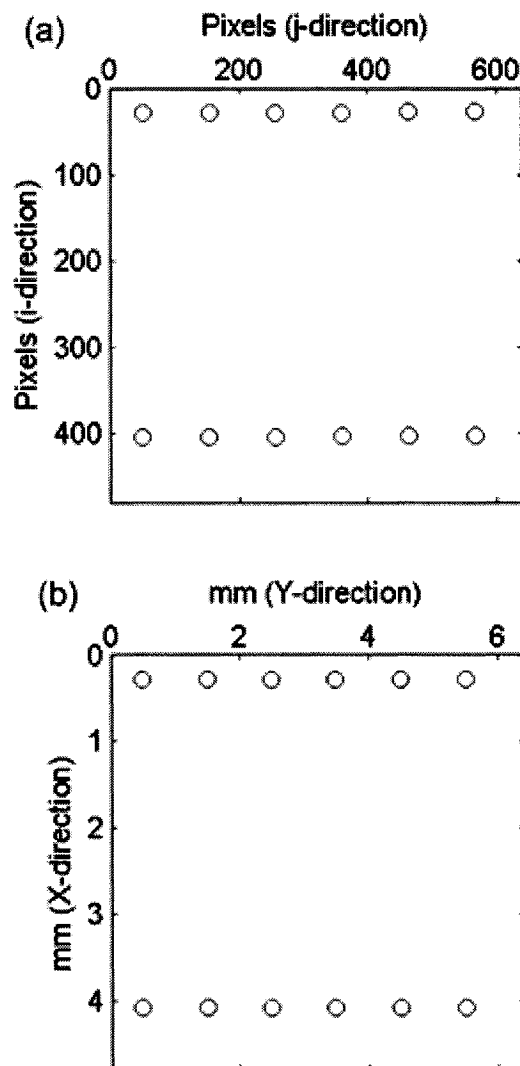 (a)
Pixels (j-direction)
0 200 400 600
Pixels (i-direction)
0
100
200
300
400
(b)
mm (Y-direction)
0 2 4 6
mm (X-direction)
0
1
2
3
4